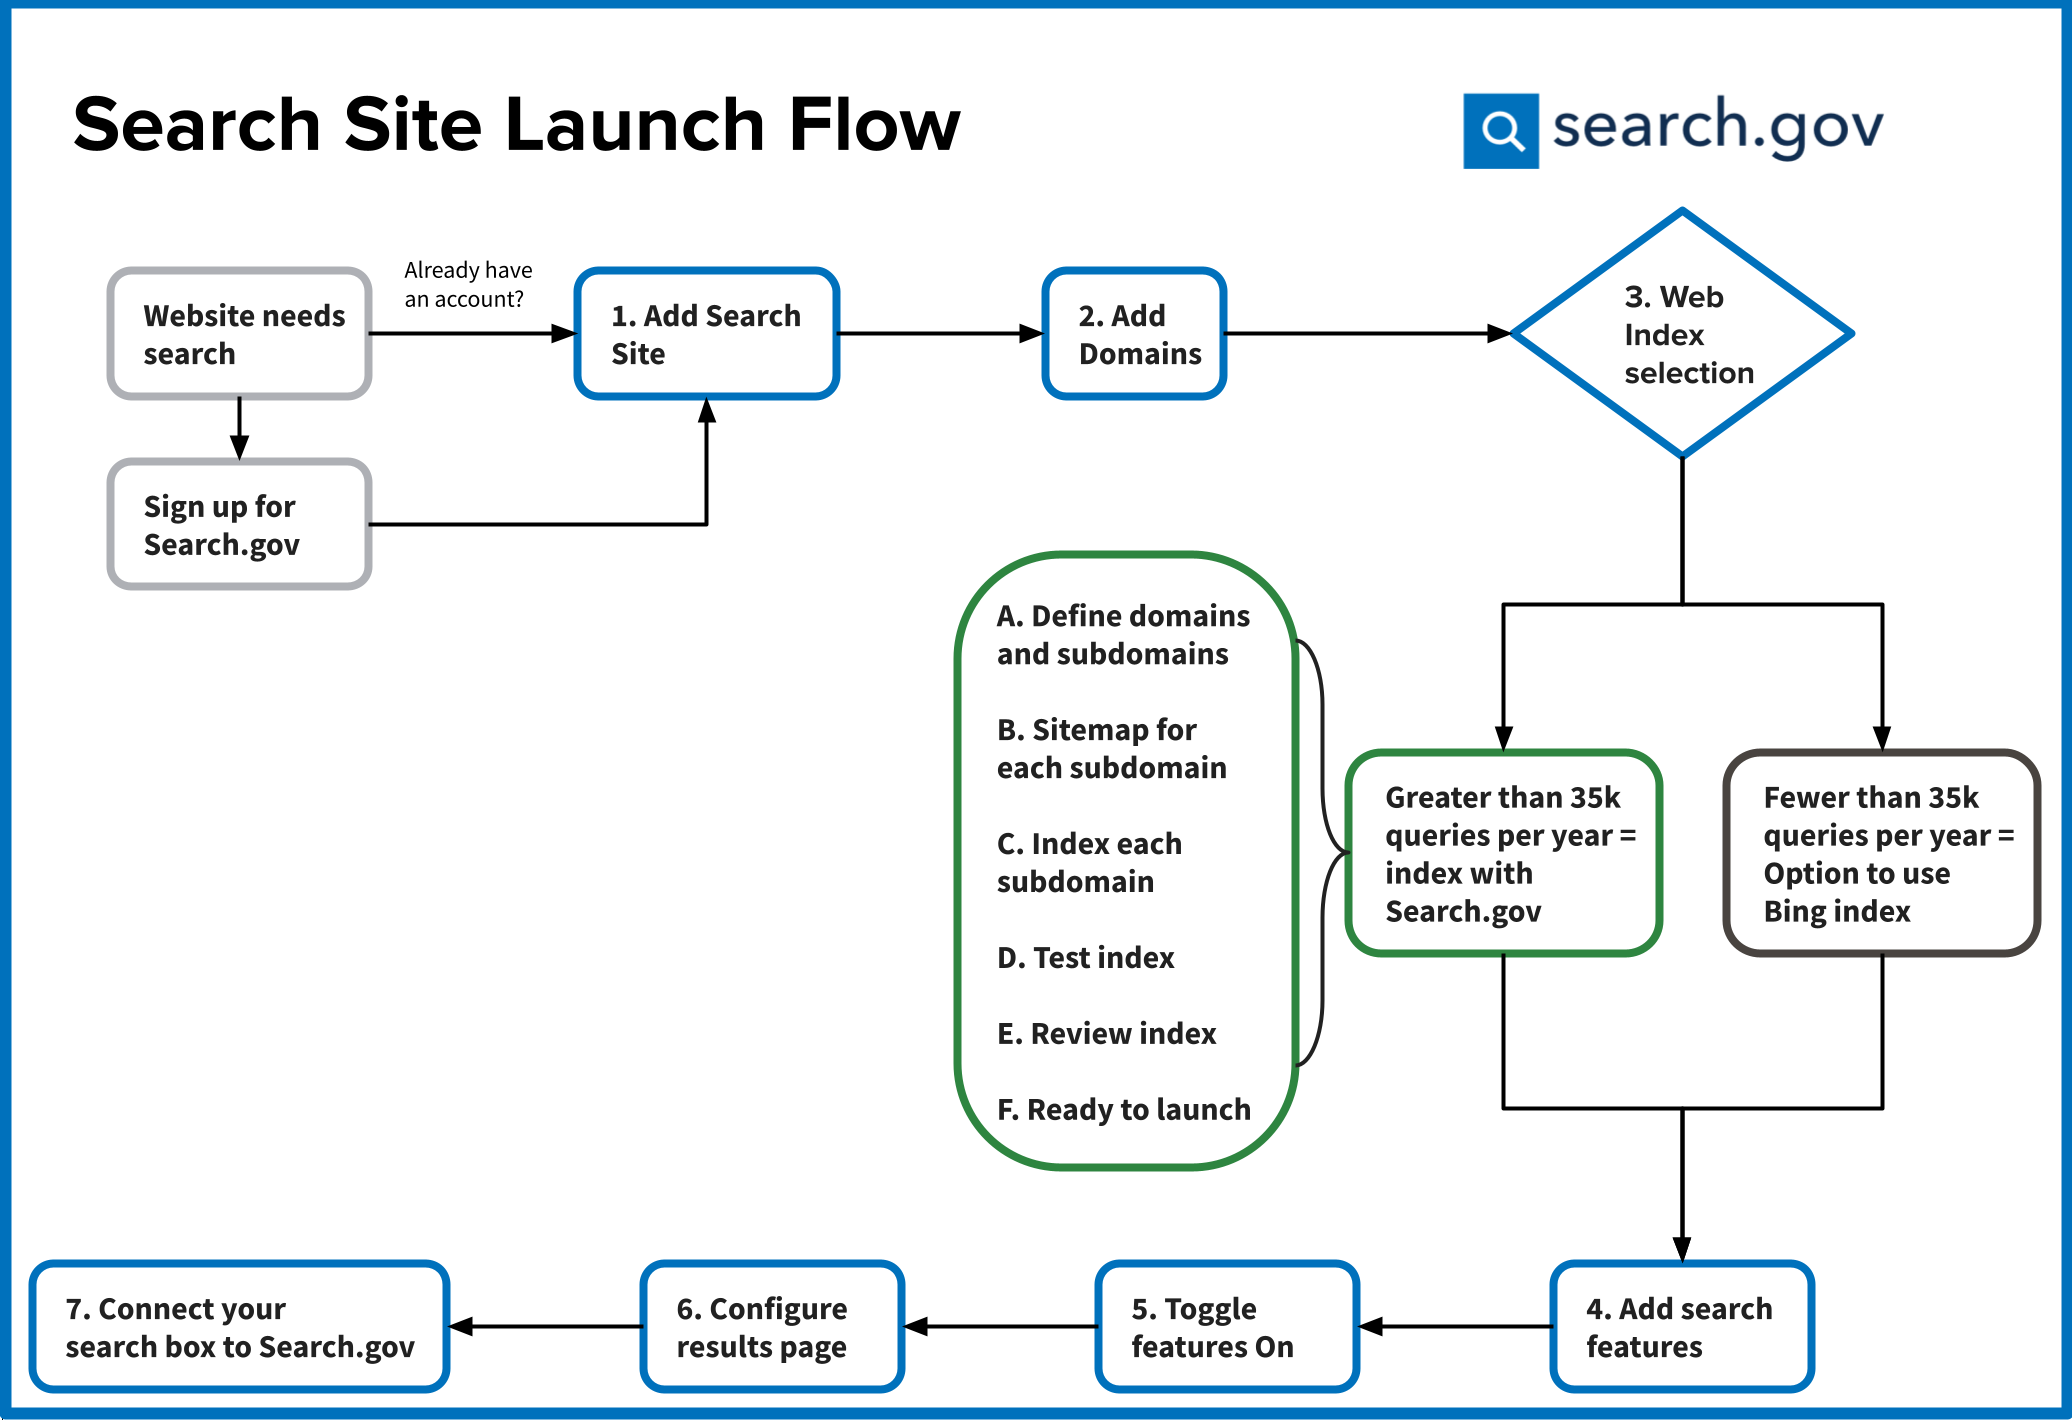 Search Site Launch Flow
search.gov
Website needs
search
Already have
an account?
1. Add Search
Site
2. Add
Domains
3. Web
Index
selection
Sign up for
Search.gov
A. Define domains
and subdomains
B. Sitemap for
each subdomain
C. Index each
subdomain
D. Test index
E. Review index
F. Ready to launch
Greater than 35k
queries per year =
index with
Search.gov
Fewer than 35k
queries per year =
Option to use
Bing index
4. Add search
features
5. Toggle
features On
6. Configure
results page
7. Connect your
search box to Search.gov